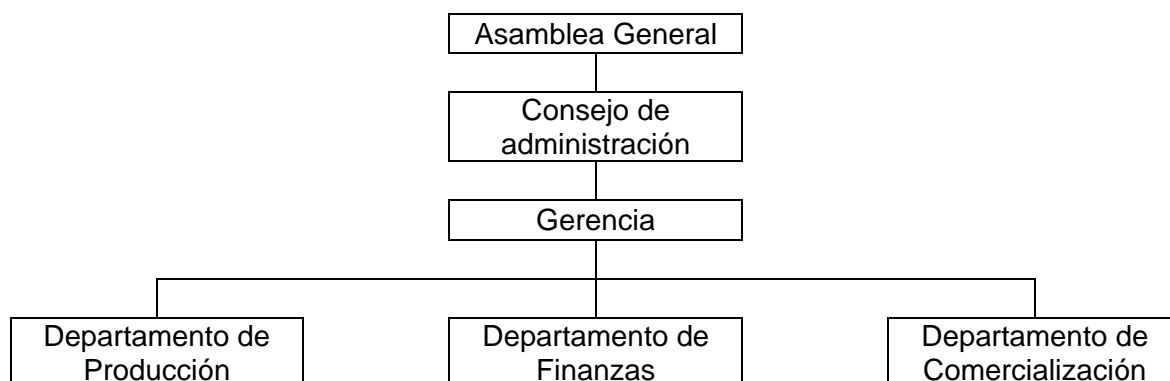 Asamblea General
Consejo de
administración
Gerencia
Departamento de
Producción
Departamento de
Finanzas
Departamento de
Comercialización